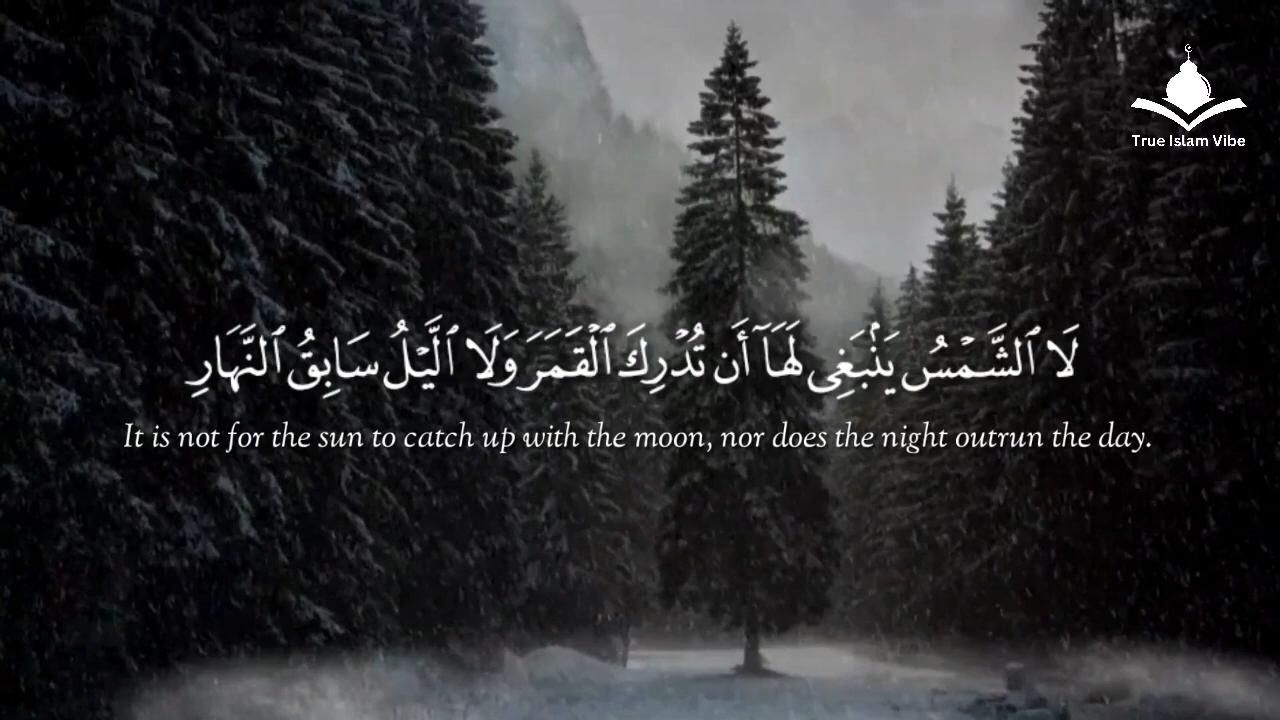 True Islam Vibe
لَا ٱلشَّمۡسُ يَنۢبَغِي لَهَآ أَن تُدۡرِكَ ٱلۡقَمَرَ وَلَا ٱلَّيۡلُ سَابِقُ ٱلنَّهَارِ
It is not for the sun to catch up with the moon, nor does the night outrun the day.